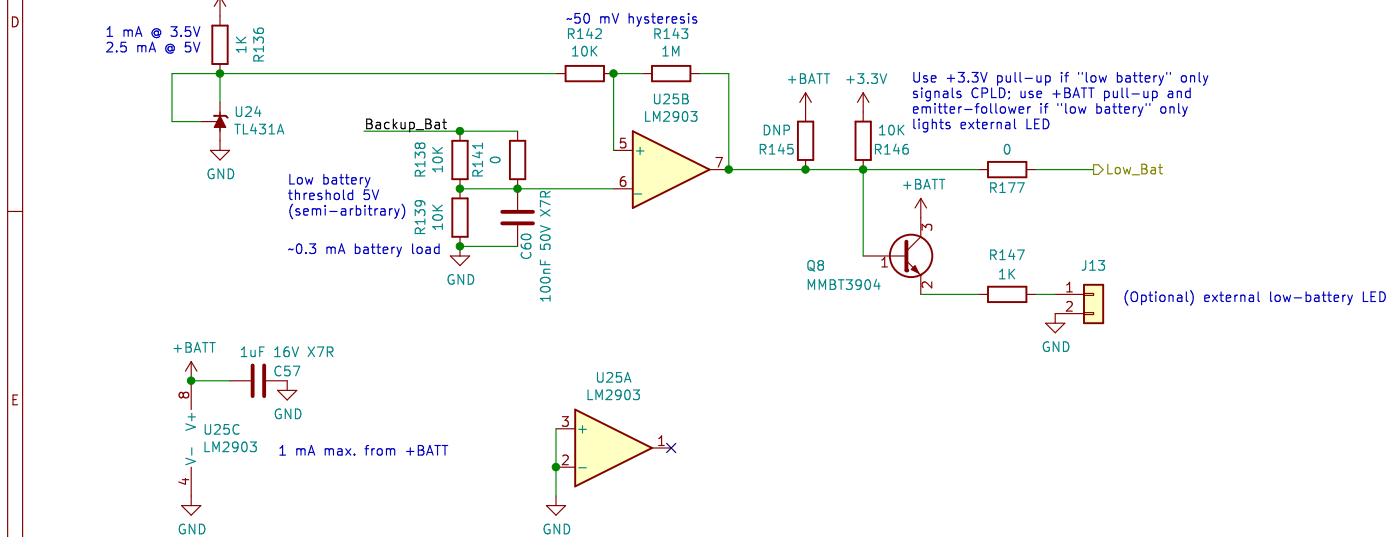 D
1 mA @ 3.5V
2.5 mA @ 5V
1K
R136
U24
TL431A
GND
~50 mV hysteresis
R142
10K
R143
1M
U25B
LM2903
5
+
6
-
7
Backup_Bat
R138
10K
R141
0
R139
10K
C60
100nF 50V X7R
Low battery
threshold 5V
(semi-arbitrary)
~0.3 mA battery load
GND
+BATT
+3.3V
DNP
R145
10K
R146
Use +3.3V pull-up if "low battery" only
signals CPLD; use +BATT pull-up and
emitter-follower if "low battery" only
lights external LED
0
R177
Low_Bat
+BATT
3
1
2
Q8
MMBT3904
R147
1K
J13
1
2
GND
(Optional) external low-battery LED
E
+BATT
1uF 16V X7R
C57
GND
8
V+
U25C
LM2903
V-
4
GND
1 mA max. from +BATT
U25A
LM2903
3
+
2
-
1
GND